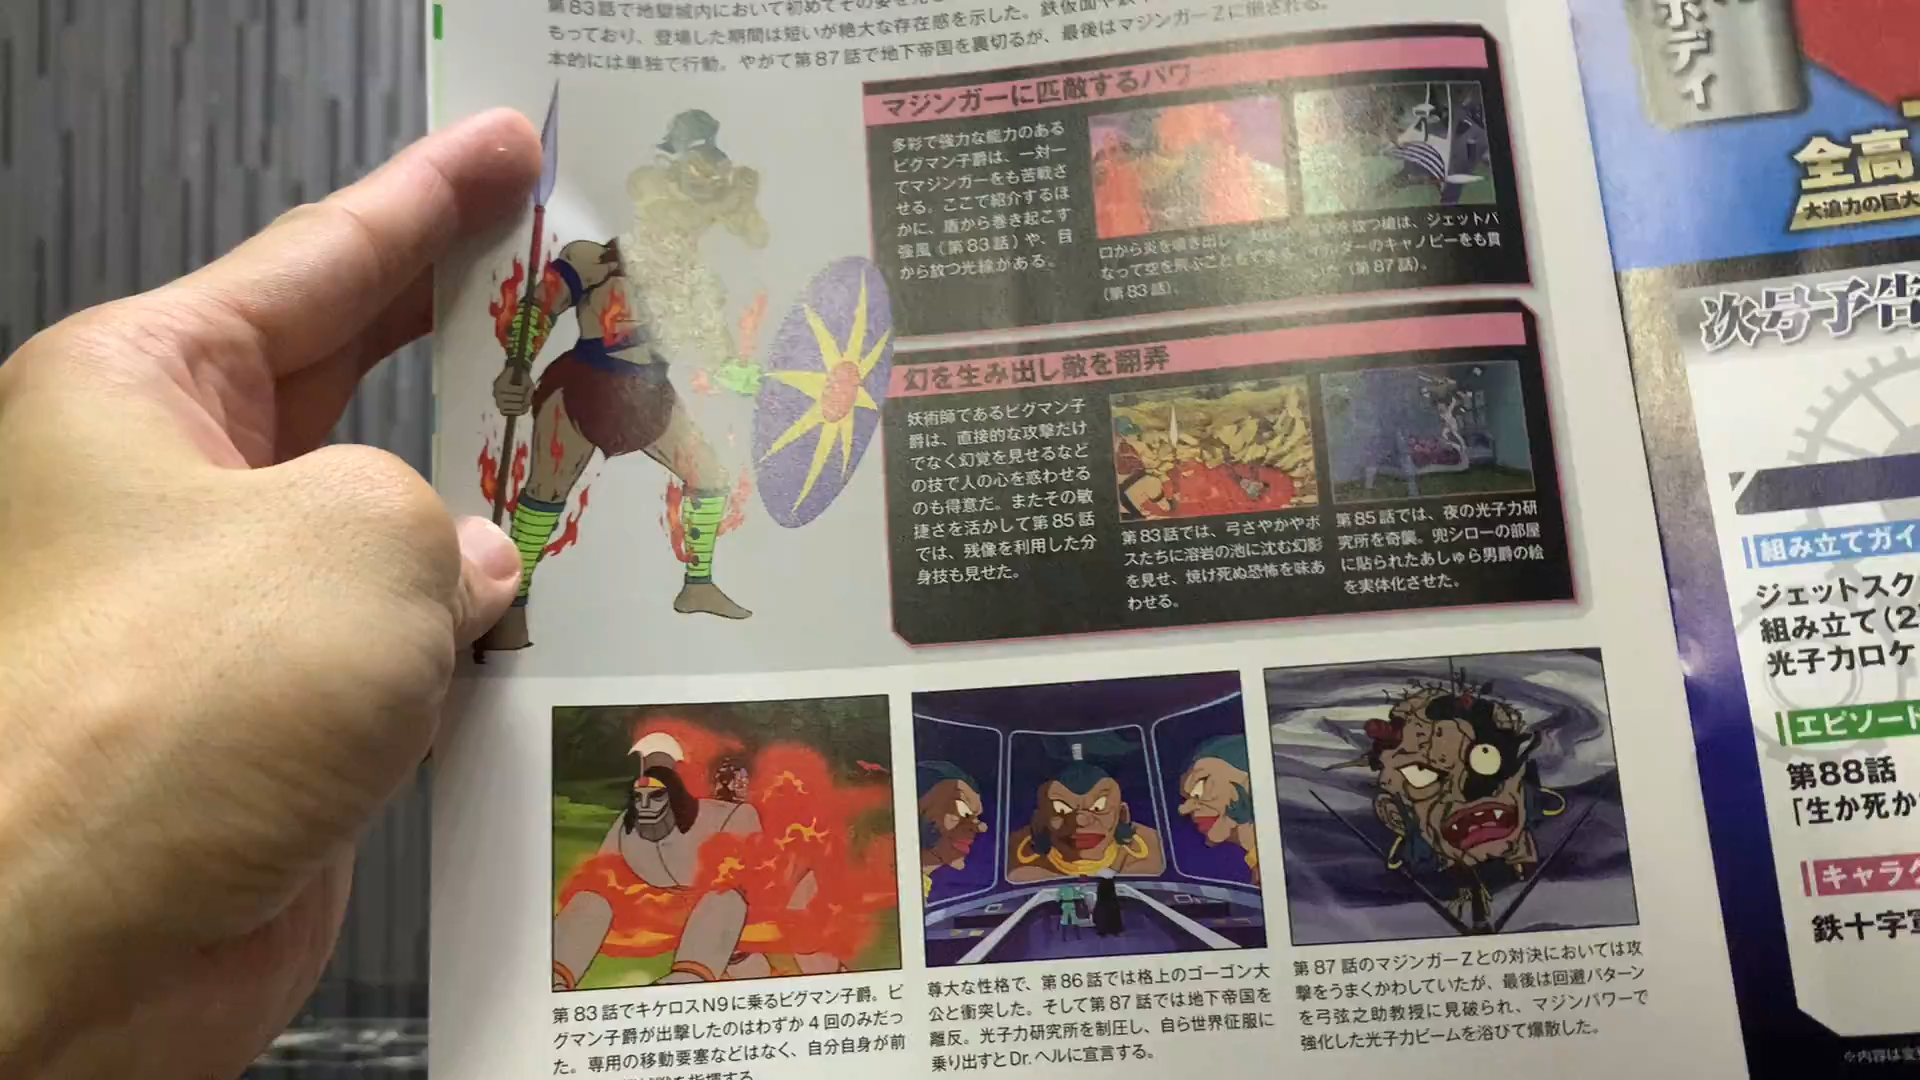 第83話で地獄城内において初めてその姿を
もっており、登場した期間は短いが絶大な存在感を示した。鉄仮面や
本的には単独で行動。やがて第87話で地下帝国を裏切るが、最後はマジンガーZに倒される。
マジンガーに匹敵するパワー
多彩で強力な能力のある
ピグマン子爵は、一対一
でマジンガーをも苦戦さ
せる。ここで紹介するほ
かに、盾から巻き起こす
強風（第83話）や、目
から放つ光線がある。
口から炎を噴き出し
なって空を飛ぶことも
（第83話）。
放つ槍は、ジェットパ
イルダーのキャノピーをも貫
いた（第87話）。
幻を生み出し敵を翻弄
妖術師であるピグマン子
爵は、直接的な攻撃だけ
でなく幻覚を見せるなど
の技で人の心を惑わせる
のも得意だ。またその敏
捷さを活かして第85話
では、残像を利用した分
身技も見せた。
第83話では、弓さやかやボ
スたちに溶岩の池に沈む幻影
を見せ、焼け死ぬ恐怖を味あ
わせる。
第85話では、夜の光子力研
究所を奇襲。兜シローの部屋
に貼られたあしゅら男爵の絵
を実体化させた。
第83話でキケロスN9に乗るピグマン子爵。ピ
グマン子爵が出撃したのはわずか4回のみだっ
た。専用の移動要塞などはなく、自分自身が前
を指揮する
尊大な性格で、第86話では格上のゴーゴン大
公と衝突した。そして第87話では地下帝国を
離反。光子力研究所を制圧し、自ら世界征服に
乗り出すとDr.ヘルに宣言する。
第87話のマジンガーZとの対決においては攻
撃をうまくかわしていたが、最後は回避パターン
を弓弦之助教授に見破られ、マジンパワーで
強化した光子力ビームを浴びて爆散した。
ボディ
全高
大迫力の巨大
次号予告
組み立てガイ
ジェットスク
組み立て(2
光子力ロケ
エピソード
第88話
「生か死か
キャラク
鉄十字軍
※内容は変